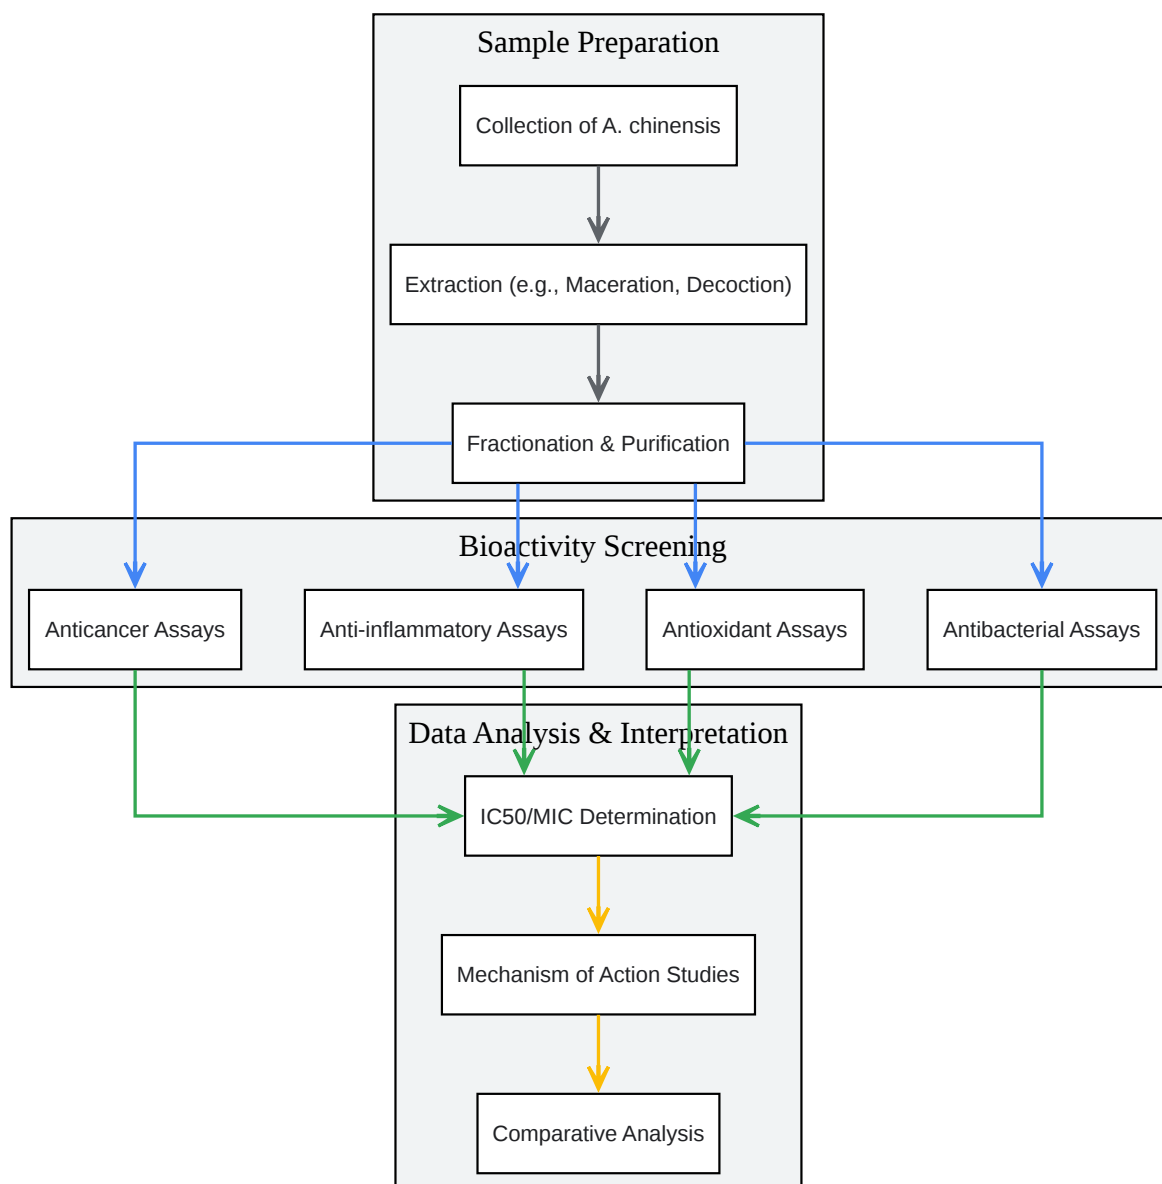 Sample Preparation
Collection of A. chinensis
Extraction (e.g., Maceration, Decoction)
Fractionation & Purification
Bioactivity Screening
Anticancer Assays
Anti-inflammatory Assays
Antioxidant Assays
Antibacterial Assays
Data Analysis & Interpretation
IC50/MIC Determination
Mechanism of Action Studies
Comparative Analysis